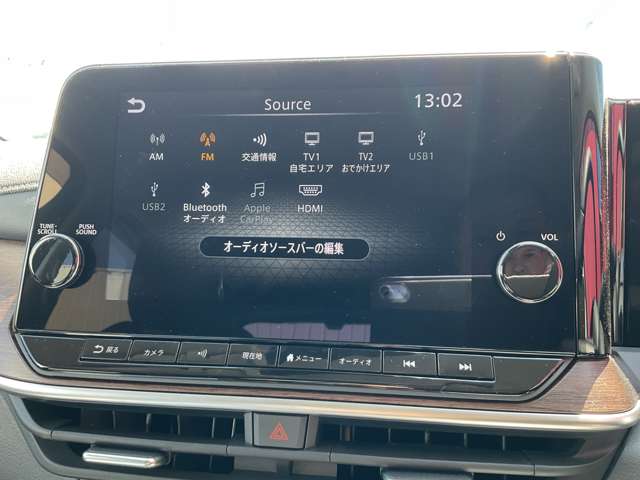 Source
13:02
AM
FM
交通情報
TV1
自宅エリア
TV2
おでかけエリア
USB1
USB2
Bluetooth
オーディオ
Apple
CarPlay
HDMI
オーディオソースバーの編集
TUNE·
SCROLL
PUSH
SOUND
VOL
戻る
カメラ
現在地
メニュー
オーディオ